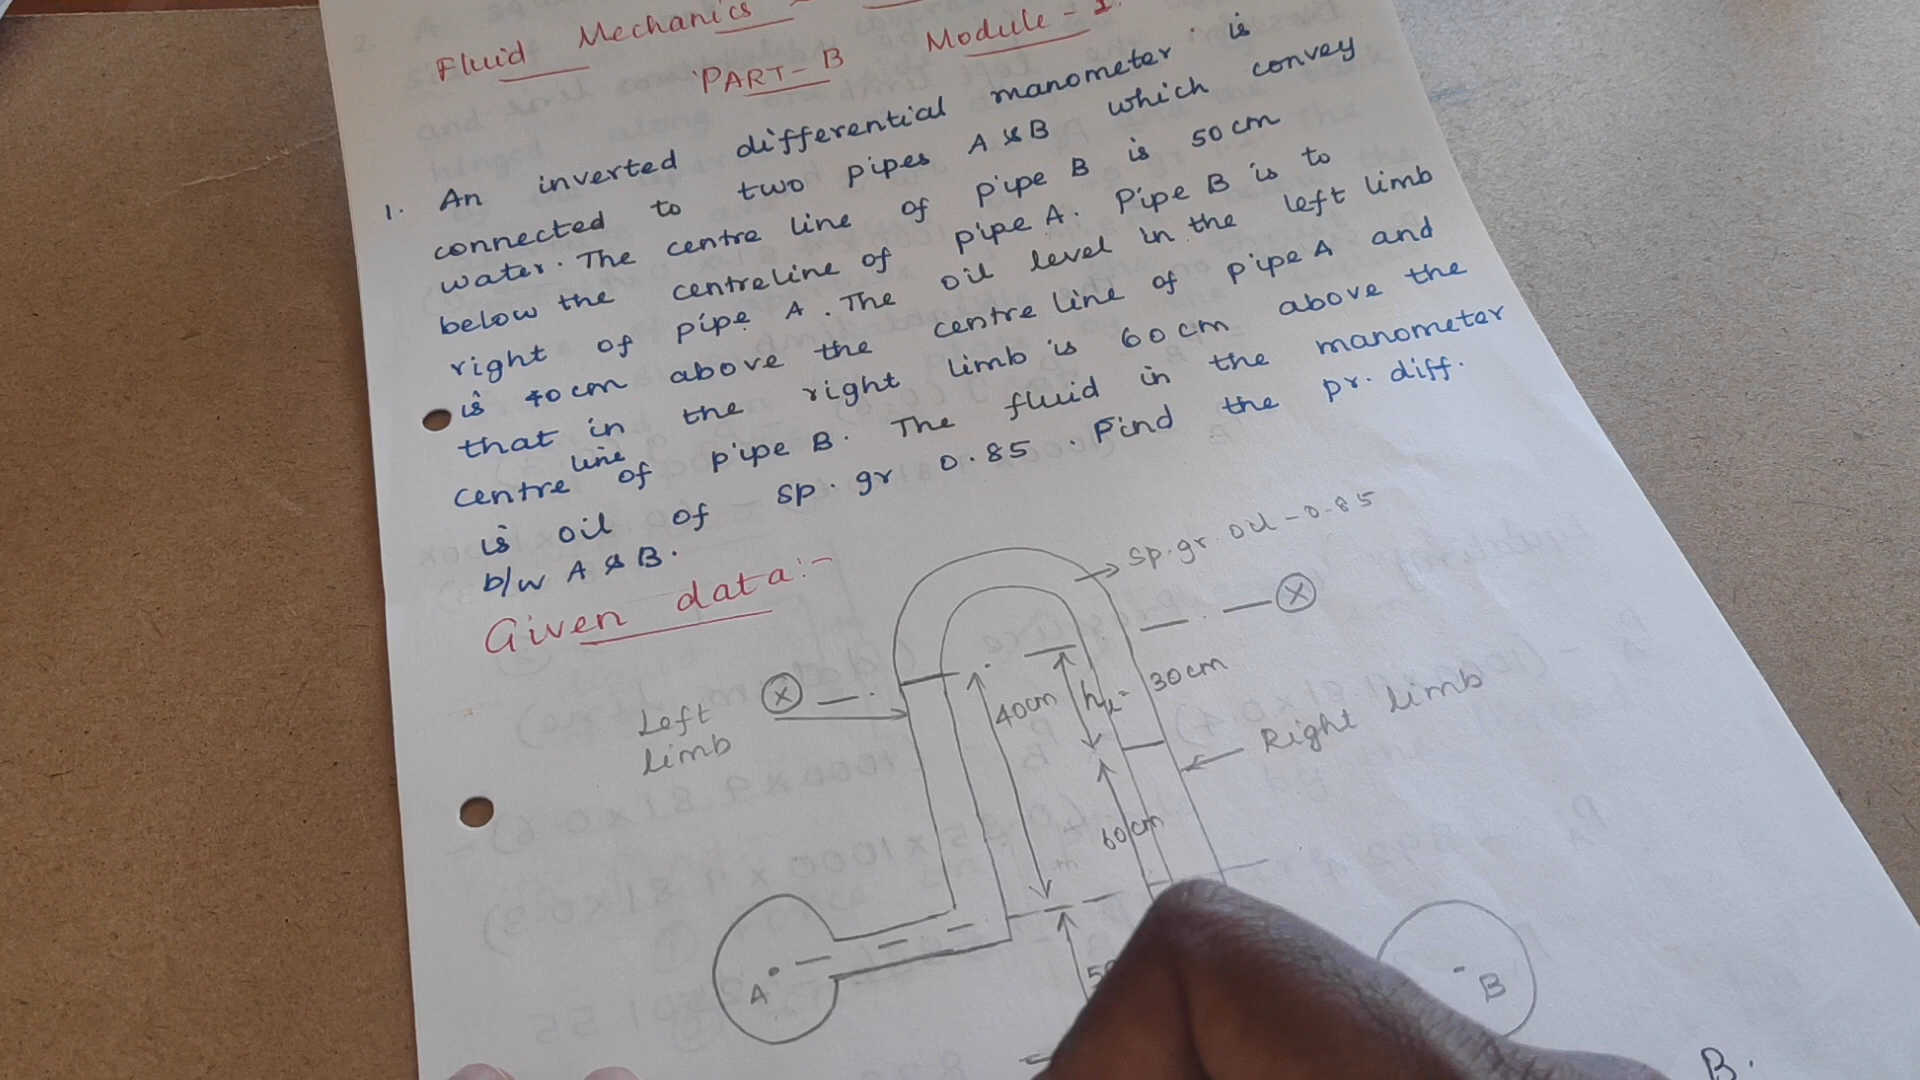 Fluid Mechanics
PART-B Module - 1.
1. An inverted differential manometer is
connected to two pipes A & B which convey
water. The centre line of pipe B is 50 cm
below the centreline of pipe A. Pipe B is to
right of pipe A. The oil level in the left limb
is 40 cm above the centre line of pipe A and
that in the right limb is 60 cm above the
centre line of pipe B. The fluid in the manometer
is oil of sp. gr 0.85. Find the pr. diff.
b/w A & B.
Given data:-
sp. gr. oil - 0.85
X
X
Left
limb
40cm
30cm
Right limb
60cm
A
B
B.